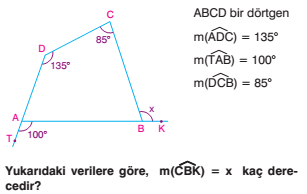 C
ABCD bir dörtgen
85°
m(ADC) = 135°
D
135°
m(TAB) = 100°
m(DCB) = 85°
x
A
100°
B
K
T
Yukarıdaki verilere göre, m(CBK) = x kaç dere-
cedir?